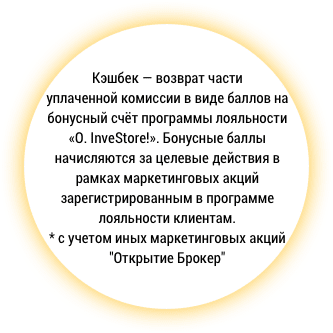 Кэшбек — возврат части
уплаченной комиссии в виде баллов на
бонусный счёт программы лояльности
«O. InveStore!». Бонусные баллы
начисляются за целевые действия в
рамках маркетинговых акций
зарегистрированным в программе
лояльности клиентам.
* с учетом иных маркетинговых акций
"Открытие Брокер"